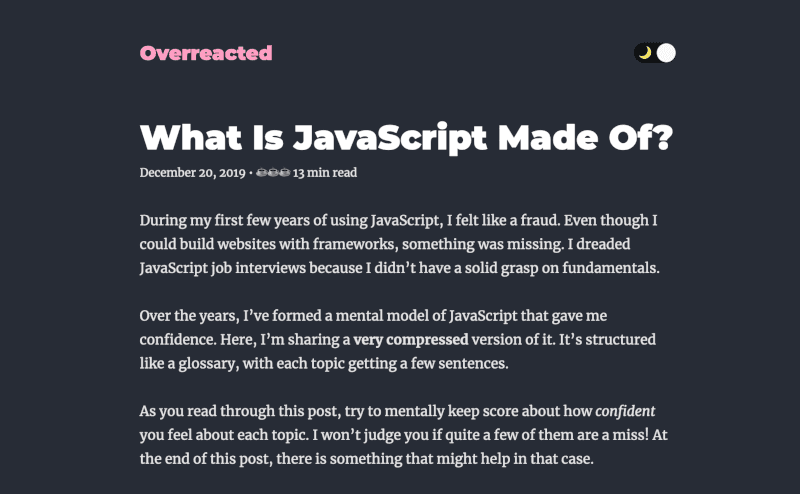 Overreacted
What Is JavaScript Made Of?
December 20, 2019 • ☕☕☕ 13 min read
During my first few years of using JavaScript, I felt like a fraud. Even though I
could build websites with frameworks, something was missing. I dreaded
JavaScript job interviews because I didn’t have a solid grasp on fundamentals.
Over the years, I’ve formed a mental model of JavaScript that gave me
confidence. Here, I’m sharing a very compressed version of it. It’s structured
like a glossary, with each topic getting a few sentences.
As you read through this post, try to mentally keep score about how confident
you feel about each topic. I won’t judge you if quite a few of them are a miss! At
the end of this post, there is something that might help in that case.